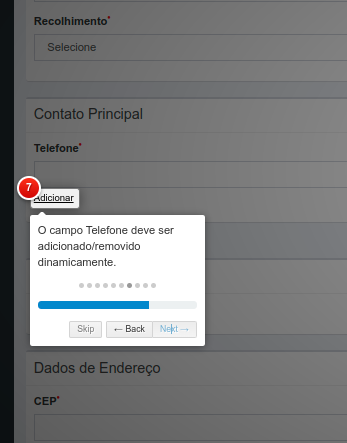 Recolhimento*
Selecione
Contato Principal
Telefone*
7
Adicionar
O campo Telefone deve ser
adicionado/removido
dinamicamente.
Skip
← Back
Next →
Dados de Endereço
CEP*